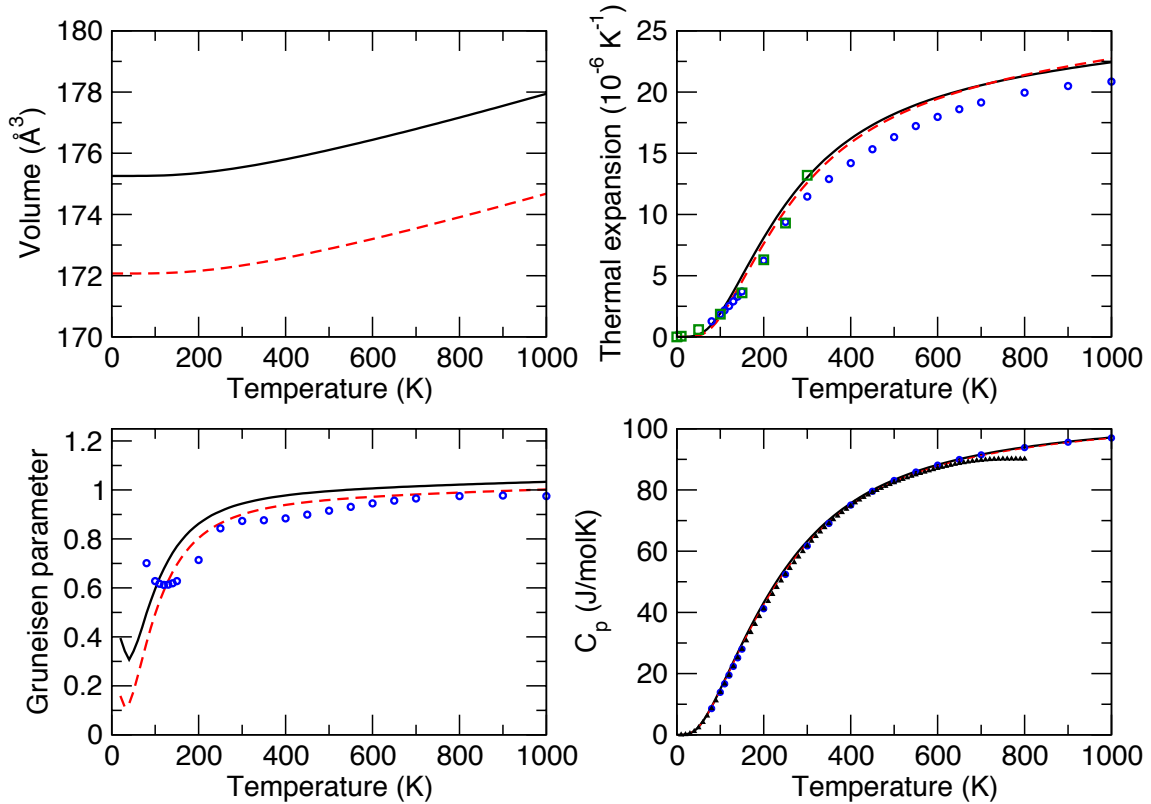 180
178
176
174
172
170
Volume (Å³)
0 200 400 600 800 1000
Temperature (K)
25
20
15
10
5
0
Thermal expansion (10⁻⁶ K⁻¹)
0 200 400 600 800 1000
Temperature (K)
1.2
1
0.8
0.6
0.4
0.2
0
Gruneisen parameter
0 200 400 600 800 1000
Temperature (K)
100
80
60
40
20
0
C_p (J/molK)
0 200 400 600 800 1000
Temperature (K)